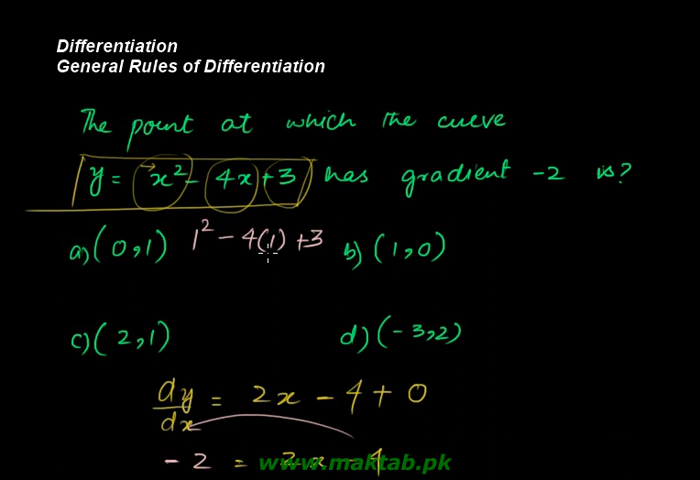 Differentiation
General Rules of Differentiation
The point at which the curve
y = x² - 4x + 3 has gradient -2 is?
a) (0,1) 1² - 4(1) + 3 b) (1,0)
c) (2,1) d) (-3,2)
dy/dx = 2x - 4 + 0
-2 = 2x - 4
www.maktab.pk